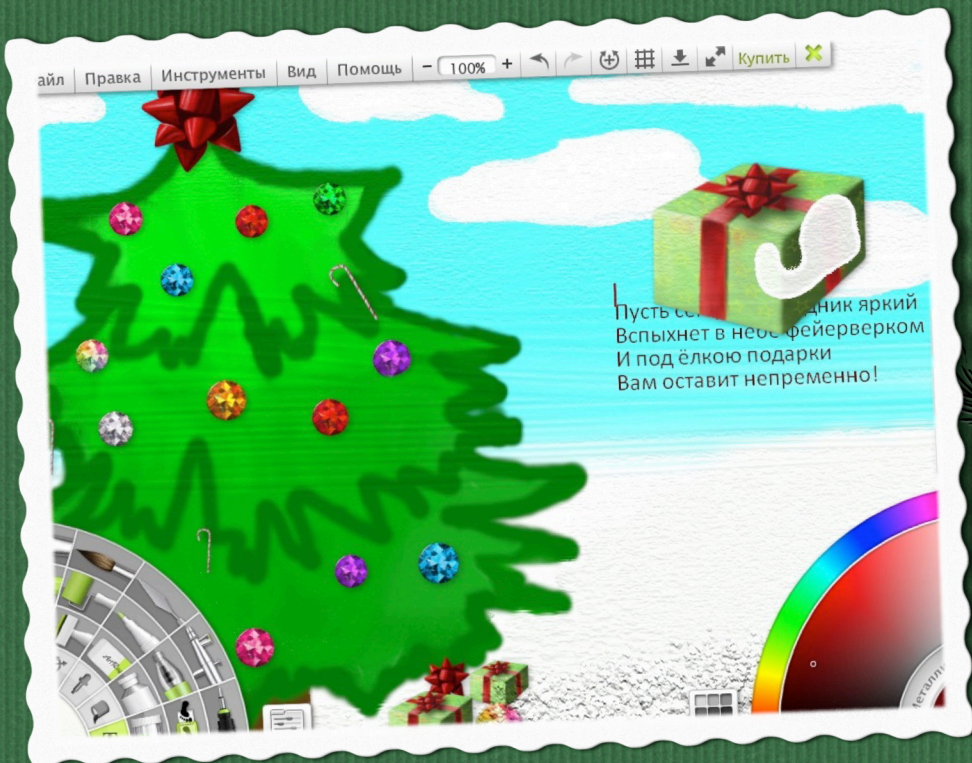 айл Правка Инструменты Вид Помощь − 100% + Купить
Пусть дник яркий
Вспыхнет в небе фейерверком
И под ёлкою подарки
Вам оставит непременно!
Металли